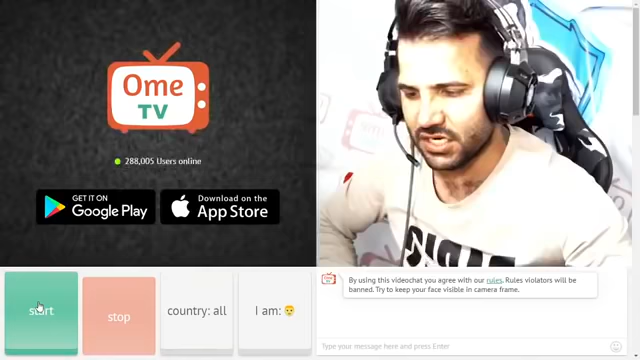 Ome
TV
288,005 Users online
GET IT ON
Google Play
Download on the
App Store
start
stop
country: all
I am:
By using this videochat you agree with our rules. Rules violators will be
banned. Try to keep your face visible in camera frame.
Type your message here and press Enter